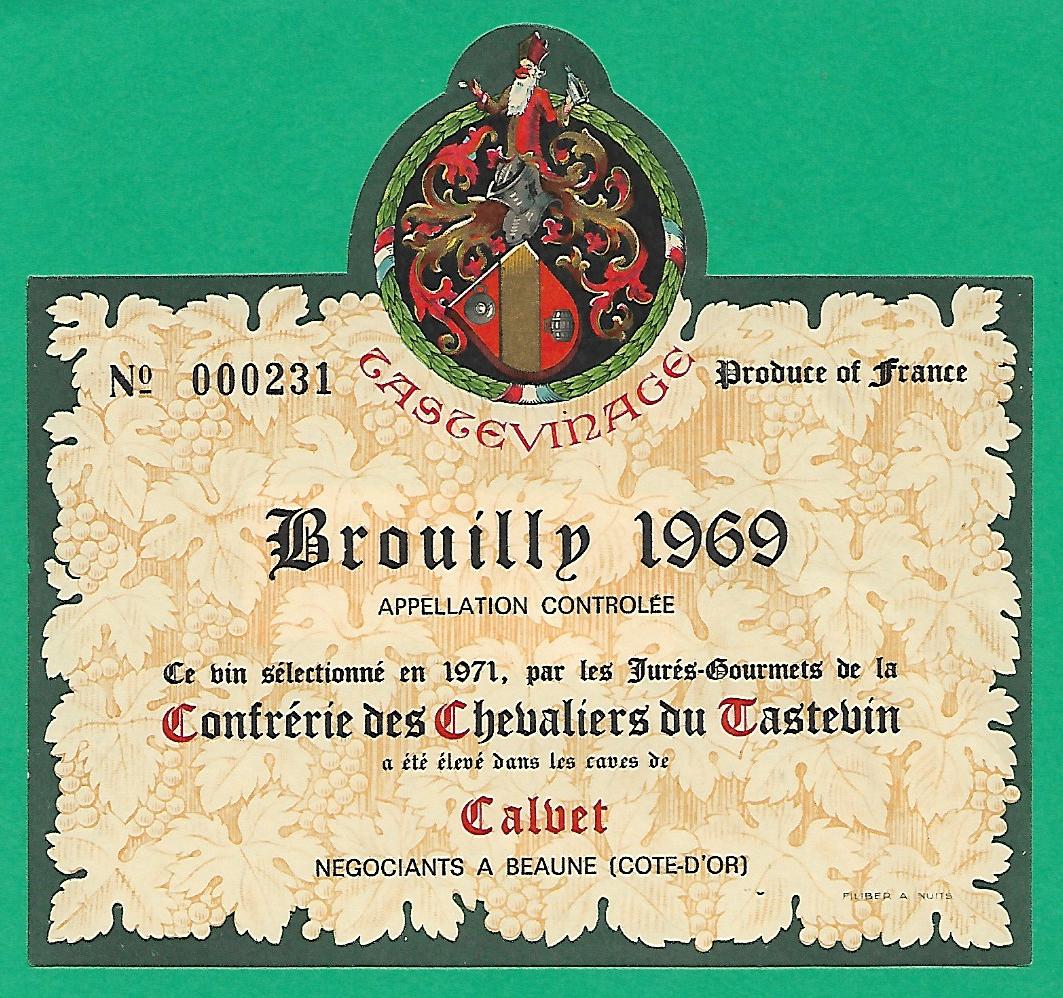 Nº 000231
TASTEVINAGE
Produce of France
Brouilly 1969
APPELLATION CONTROLÉE
Ce vin sélectionné en 1971, par les Jurés-Gourmets de la
Confrérie des Chevaliers du Tastevin
a été élevé dans les caves de
Calvet
NEGOCIANTS A BEAUNE (COTE-D'OR)
FILIBER A NUITS